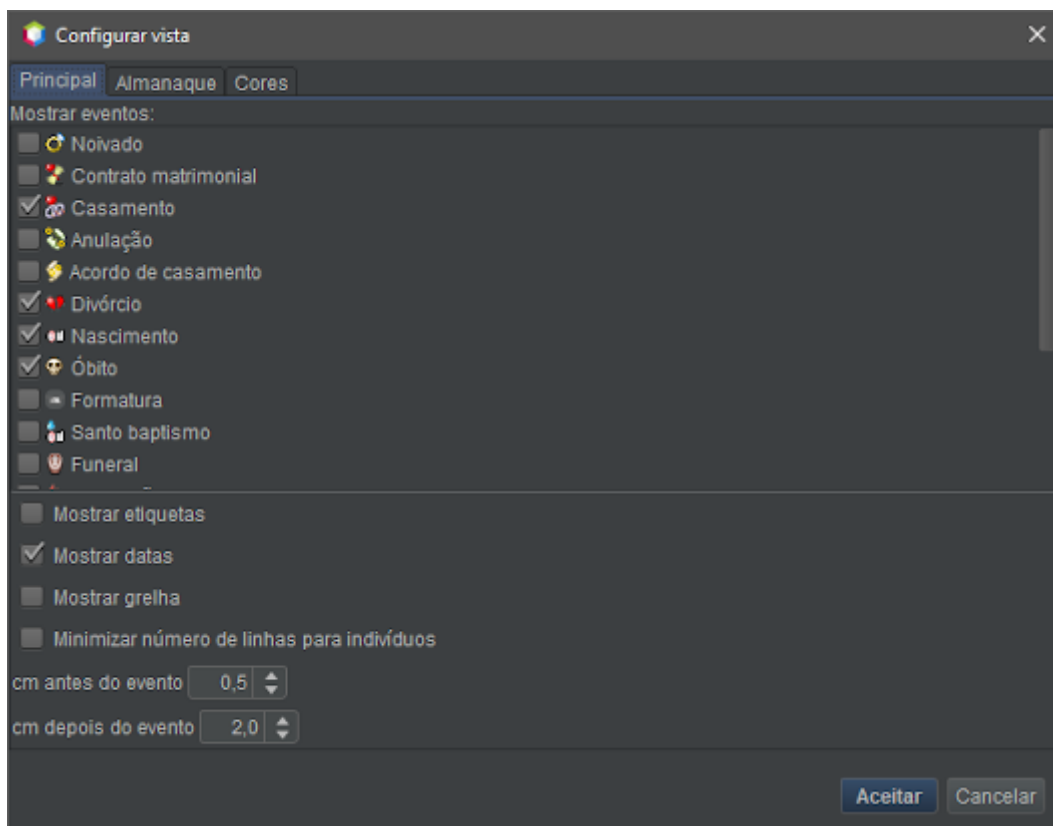 Configurar vista
Principal Almanaque Cores
Mostrar eventos:
Noivado
Contrato matrimonial
Casamento
Anulação
Acordo de casamento
Divórcio
Nascimento
Óbito
Formatura
Santo baptismo
Funeral
Mostrar etiquetas
Mostrar datas
Mostrar grelha
Minimizar número de linhas para indivíduos
cm antes do evento 0,5
cm depois do evento 2,0
Aceitar Cancelar